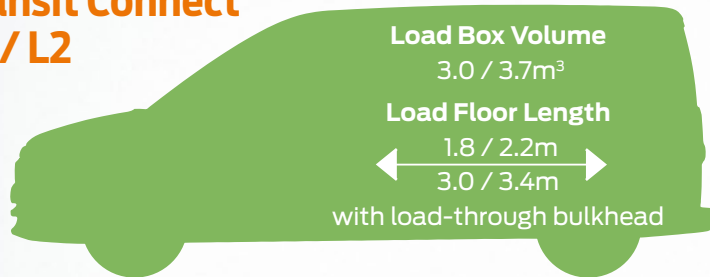 Connect
/ L2
Load Box Volume
3.0 / 3.7m³
Load Floor Length
1.8 / 2.2m
3.0 / 3.4m
with load-through bulkhead